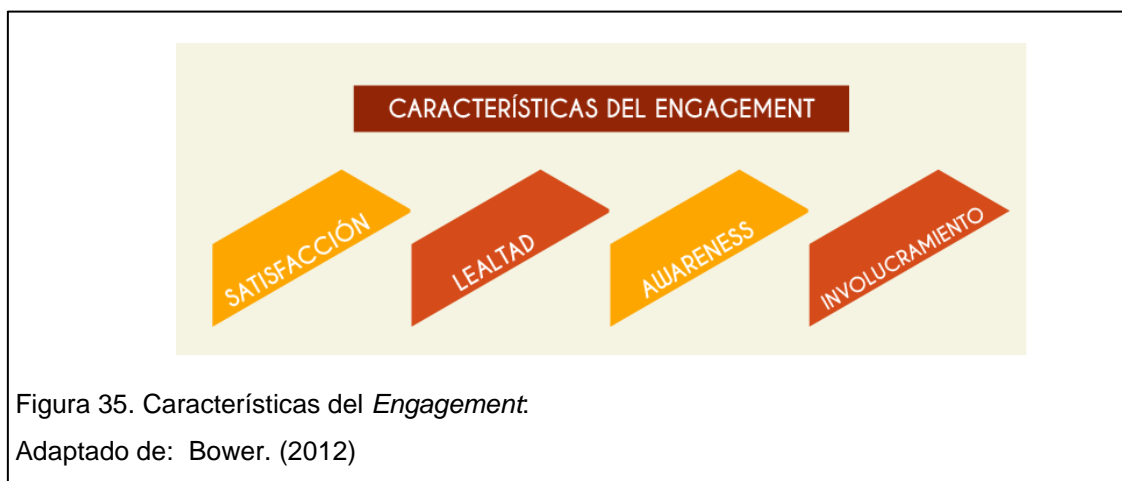 CARACTERÍSTICAS DEL ENGAGEMENT
SATISFACCIÓN
LEALTAD
AWARENESS
INVOLUCRAMIENTO
Figura 35. Características del Engagement:
Adaptado de: Bower. (2012)